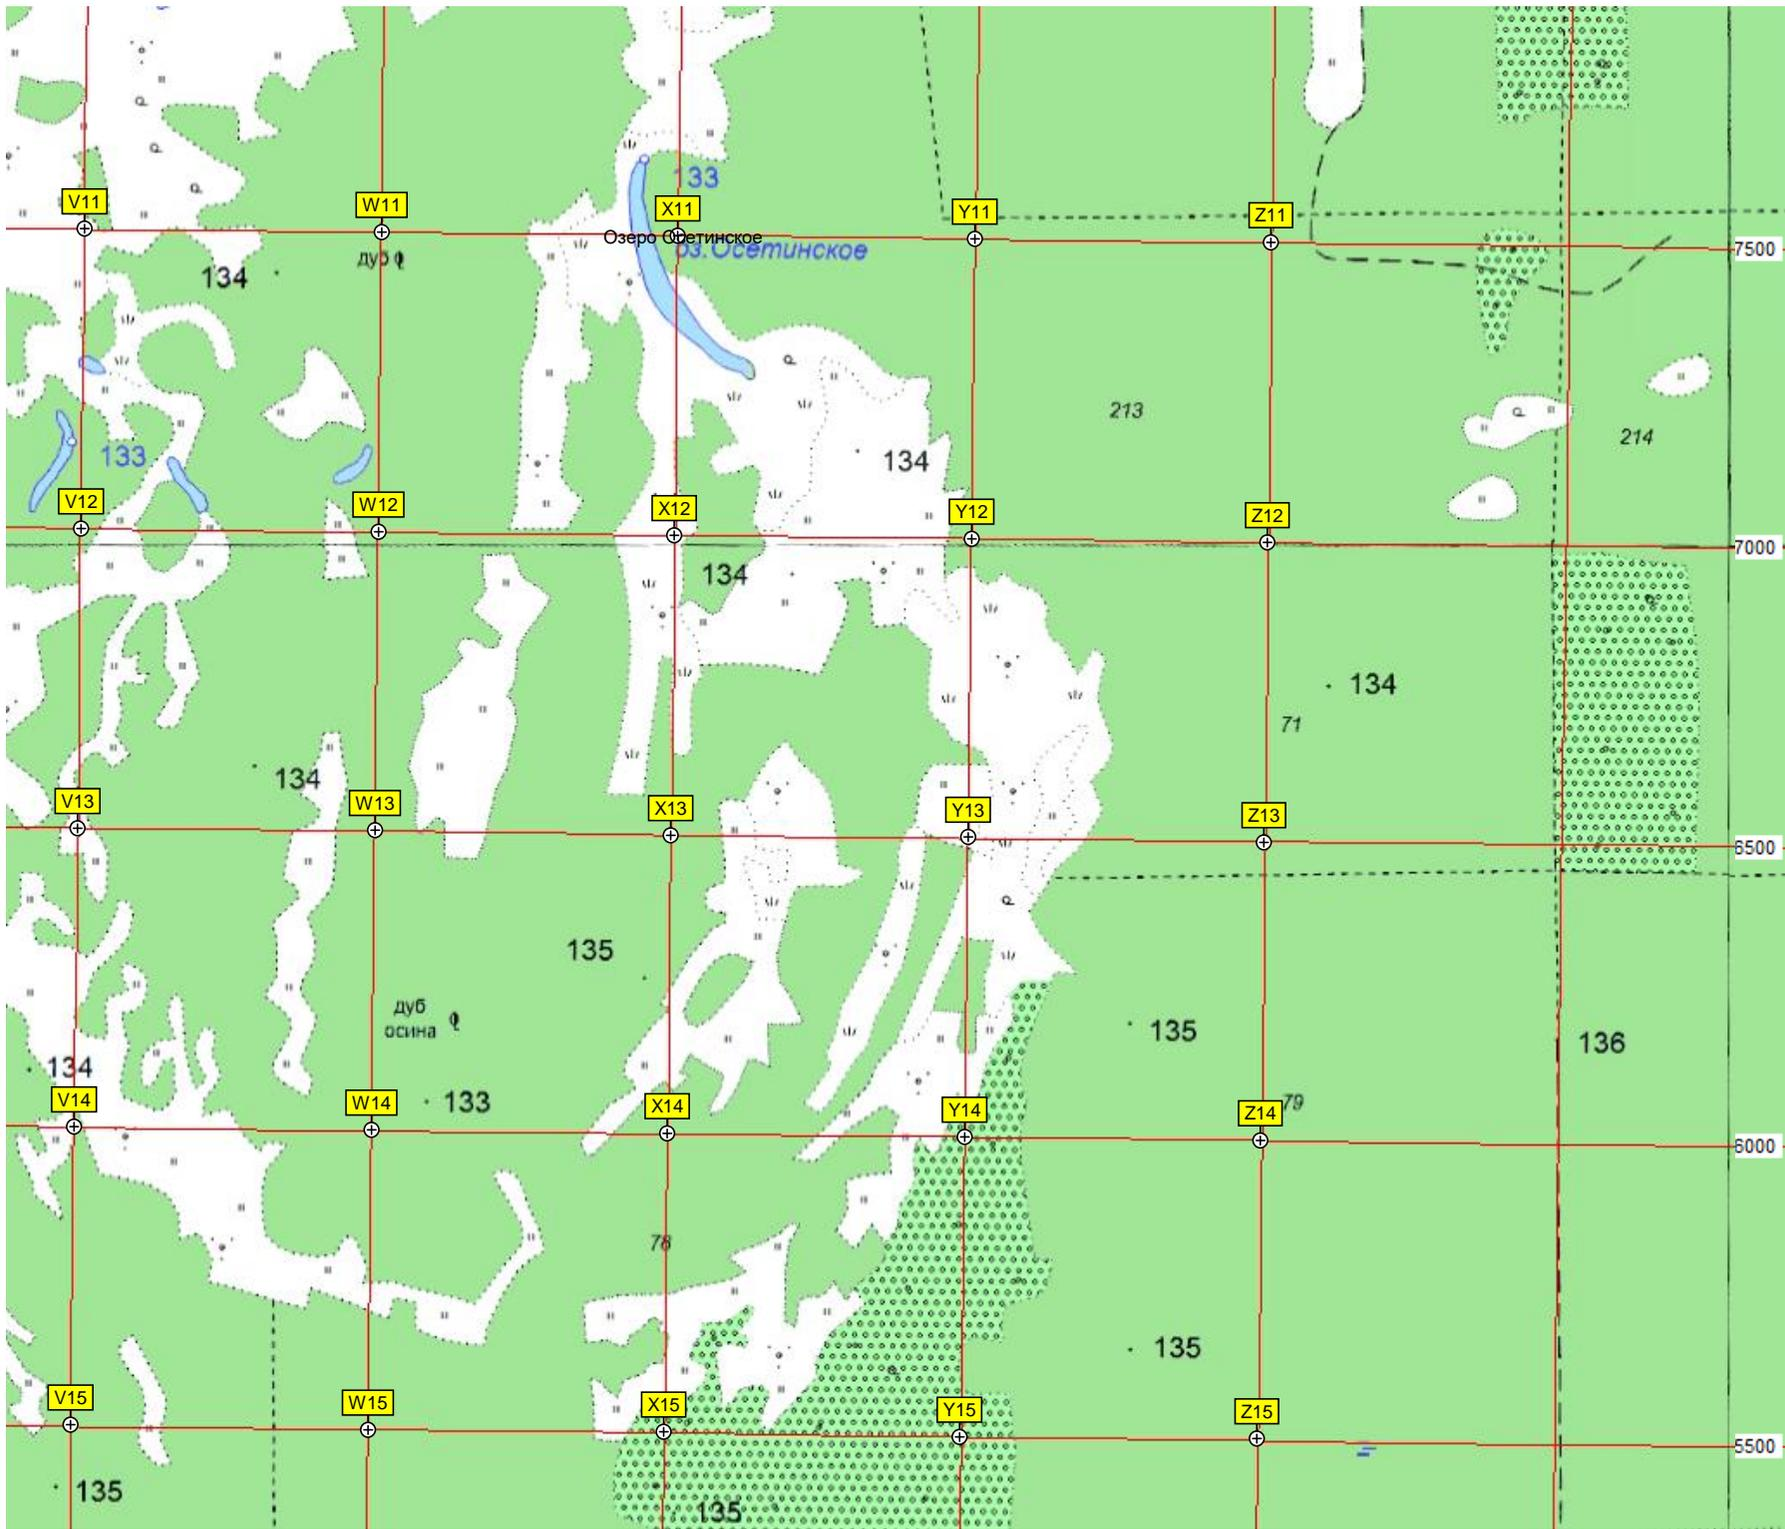 133
V11
W11
X11
Y11
Z11
Озеро Осетинское
оз.Осетинское
7500
дуб
134
213
214
134
133
V12
W12
X12
Y12
Z12
7000
134
134
71
134
V13
W13
X13
Y13
Z13
6500
135
дуб
осина
135
136
134
133
V14
W14
X14
Y14
Z14
79
6000
78
135
V15
W15
X15
Y15
Z15
5500
135
135